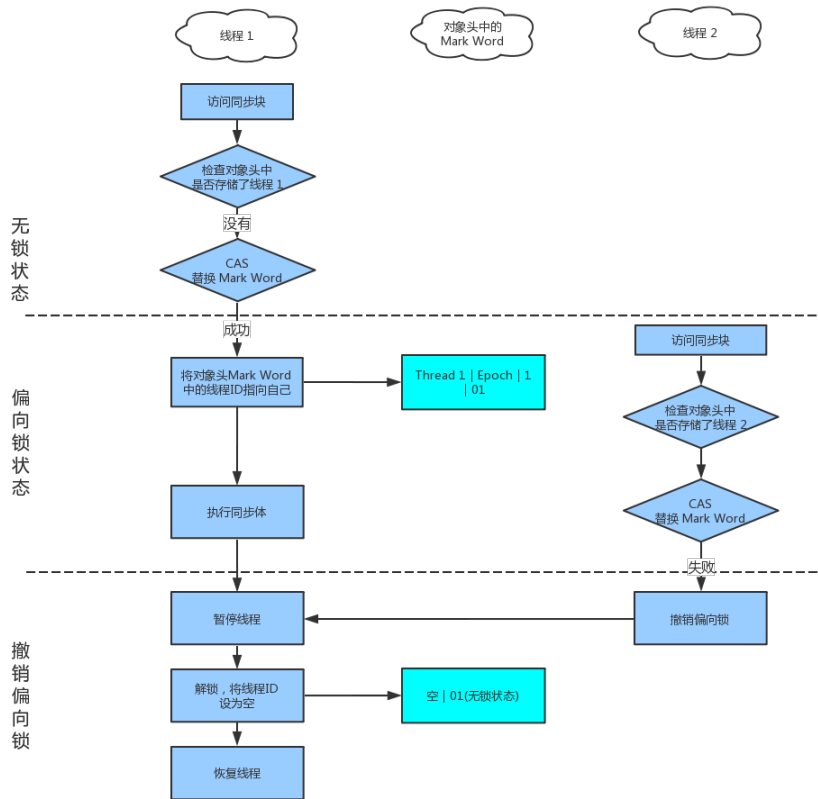 线程 1
对象头中的
Mark Word
线程 2
访问同步块
检查对象头中
是否存储了线程 1
没有
CAS
替换 Mark Word
无锁状态
成功
访问同步块
将对象头Mark Word
中的线程ID指向自己
Thread 1 | Epoch | 1
| 01
检查对象头中
是否存储了线程 2
偏向锁状态
执行同步体
CAS
替换 Mark Word
失败
暂停线程
撤销偏向锁
撤销偏向锁
解锁，将线程ID
设为空
空 | 01(无锁状态)
恢复线程